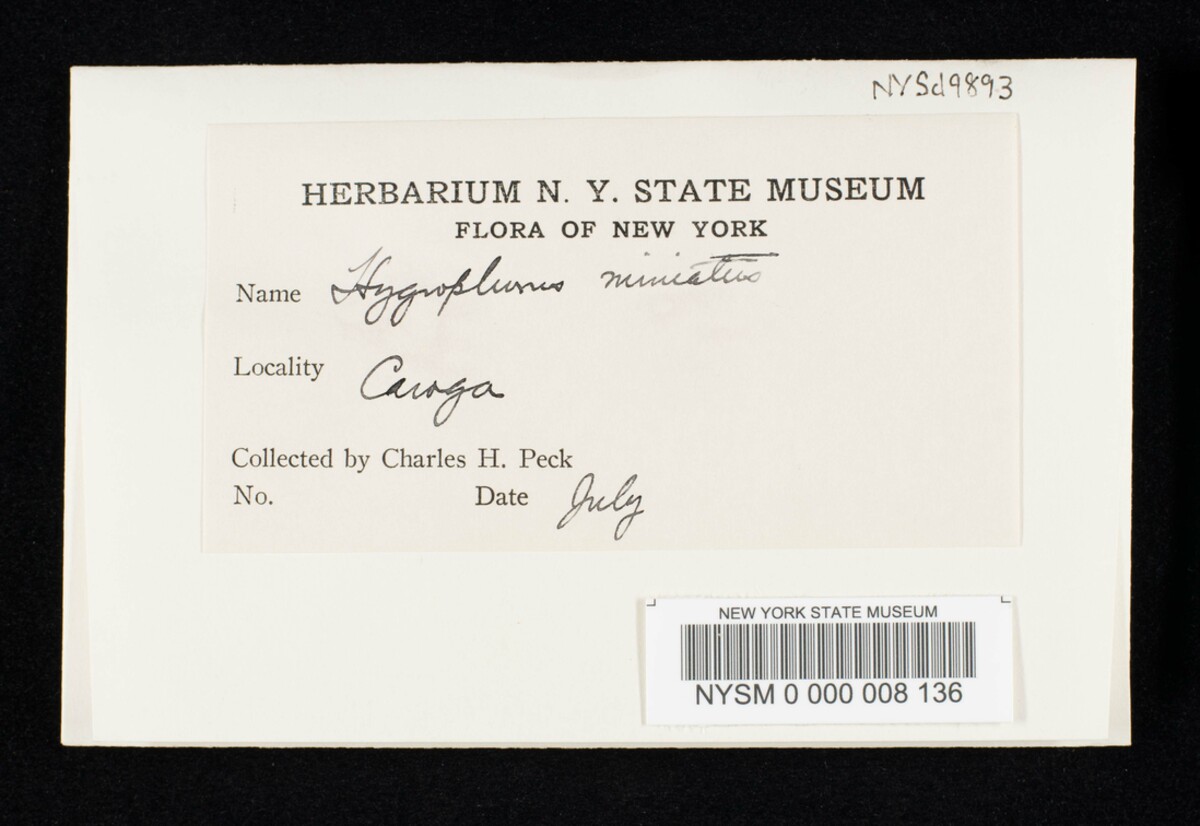 NYSd9893
HERBARIUM N. Y. STATE MUSEUM
FLORA OF NEW YORK
Name Hygrophorus miniatus
Locality Caroga
Collected by Charles H. Peck
No. Date July
NEW YORK STATE MUSEUM
NYSM 0 000 008 136